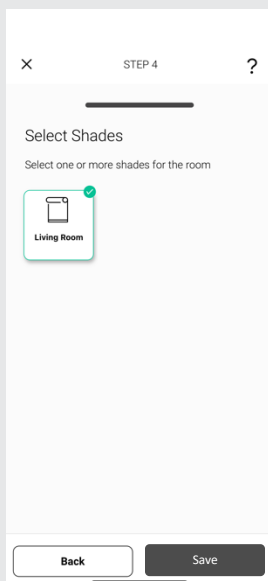 STEP 4
?
Select Shades
Select one or more shades for the room
Living Room
Back
Save